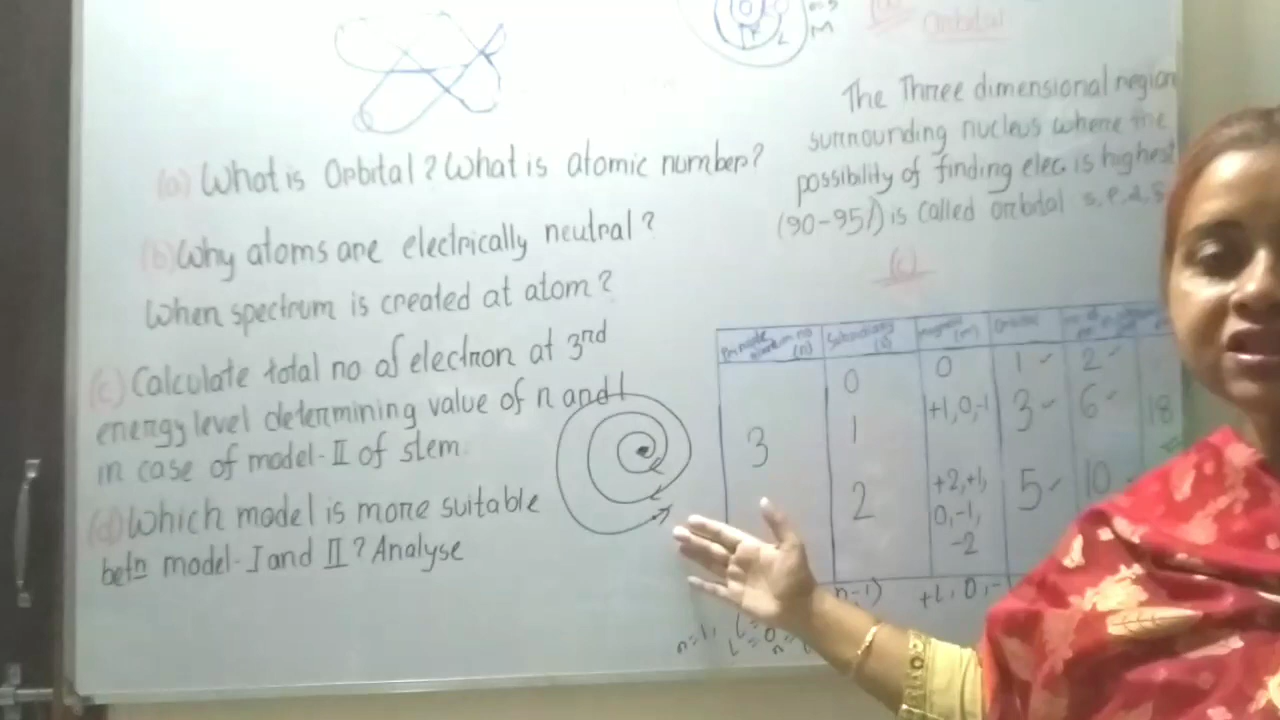 M
L
orbital
The Three dimensional region
surrounding nucleus where the
possibility of finding elec. is highest
(90-95%) is called orbital s, p, d, f
(a) What is Orbital? What is atomic number?
(b) Why atoms are electrically neutral?
When spectrum is created at atom?
(c) Calculate total no of electron at 3rd
energy level determining value of n and l
in case of model-II of stem
(d) Which model is more suitable
betn model-I and II? Analyse
(c)
(n) (l) (m)
0 0 1 2
1 +1,0,-1 3 6 18
3
2 +2,+1, 5 10
0,-1,
-2
n-1) +l, 0, -
n=1, l=0